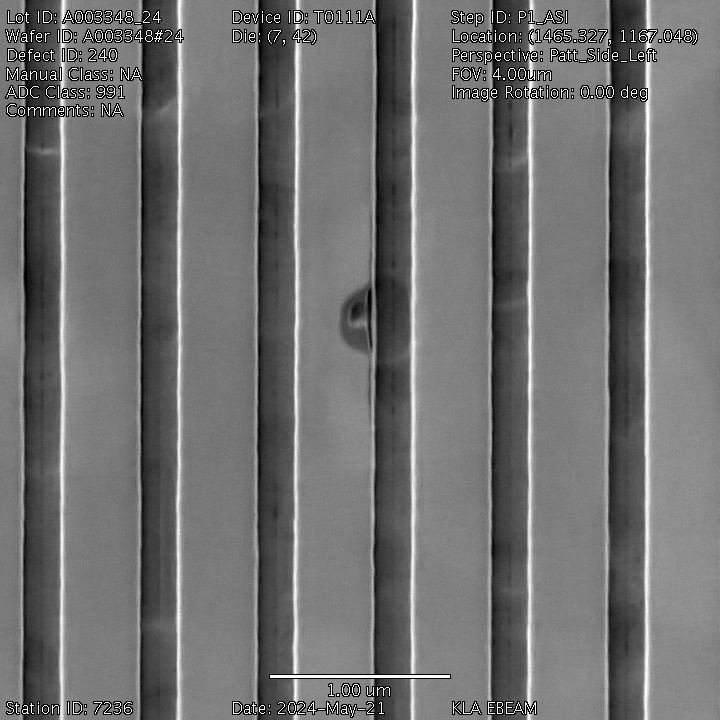 Lot ID: A003348_24
Wafer ID: A003348#24
Defect ID: 240
Manual Class: NA
ADC Class: 991
Comments: NA
Device ID: T0111A
Die: (7, 42)
Step ID: P1_ASI
Location: (1465.327, 1167.048)
Perspective: Patt_Side_Left
FOV: 4.00um
Image Rotation: 0.00 deg
1.00 um
Station ID: 7236
Date: 2024-May-21
KLA EBEAM